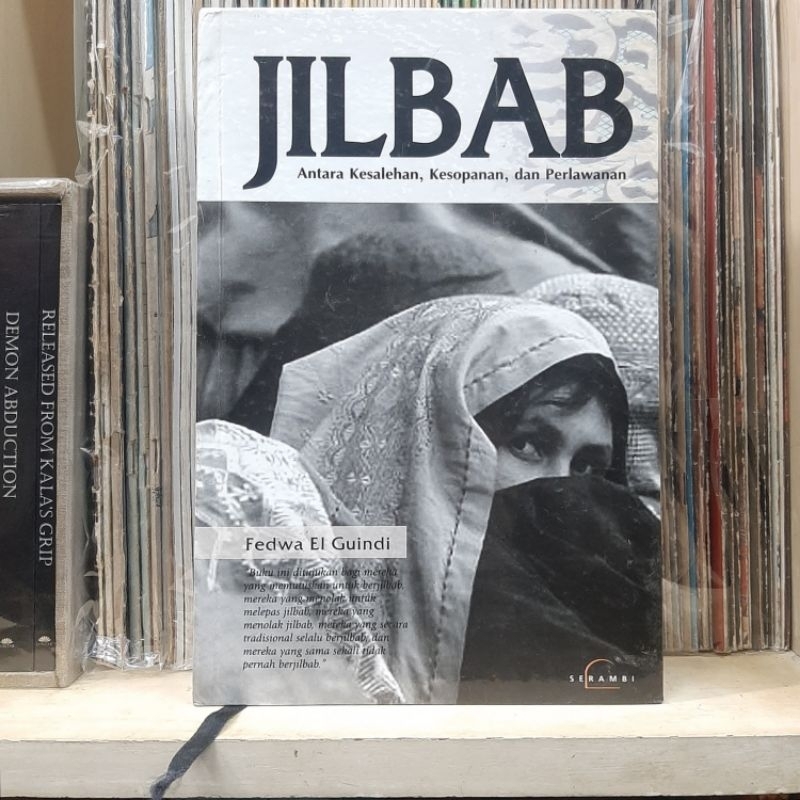 JILBAB
Antara Kesalehan, Kesopanan, dan Perlawanan
Fedwa El Guindi
"Buku ini ditujukan bagi mereka
yang memutuskan untuk berjilbab,
mereka yang menolak untuk
melepas jilbab, mereka yang
menolak jilbab, mereka yang secara
tradisional selalu berjilbab, dan
mereka yang sama sekali tidak
pernah berjilbab."
SERAMBI
RELEASED FROM KALA'S GRIP
DEMON ABDUCTION